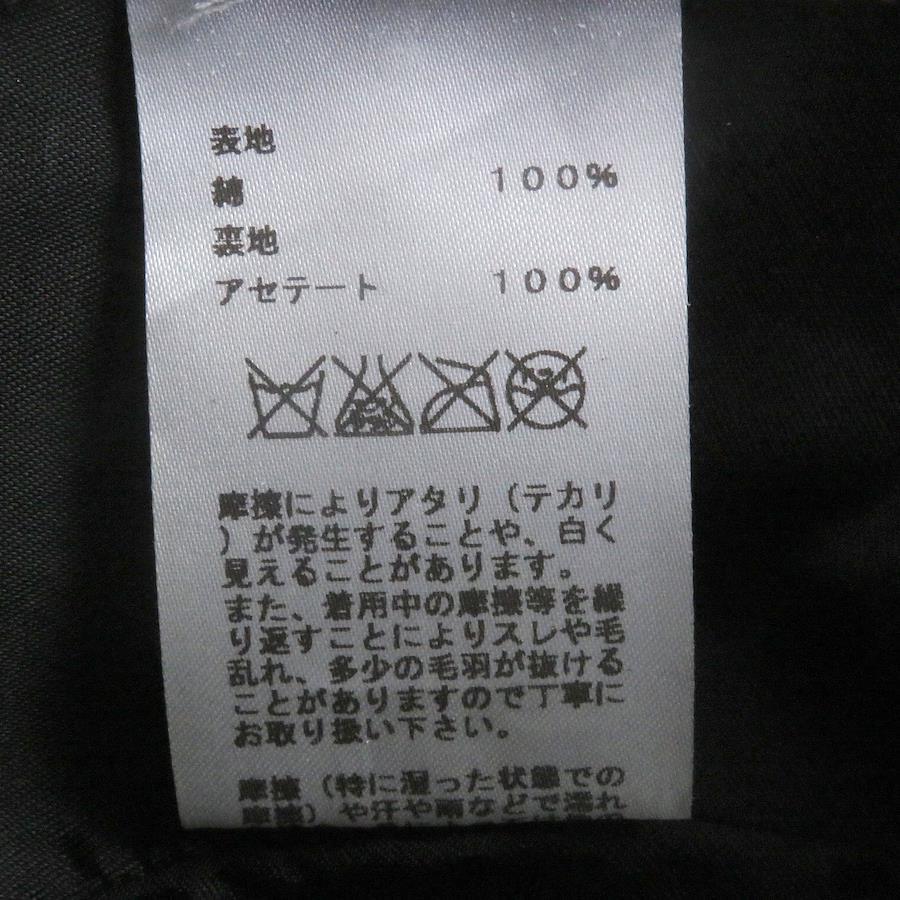 表地
綿 100%
裏地
アセテート 100%
摩擦によりアタリ（テカリ
）が発生することや、白く
見えることがあります。
また、着用中の摩擦等を繰
り返すことによりスレや毛
乱れ、多少の毛羽が抜ける
ことがありますので丁寧に
お取り扱い下さい。
摩擦（特に湿った状態での
摩擦）や汗や雨などで濡れ